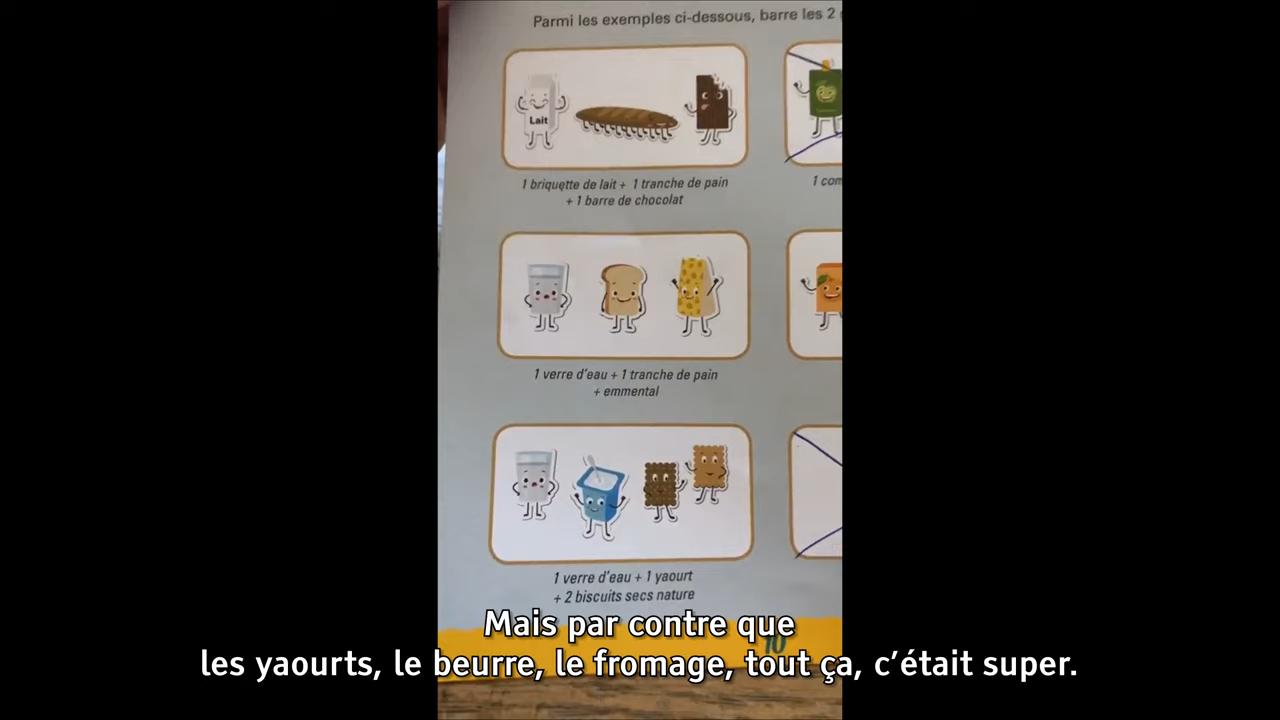 Parmi les exemples ci-dessous, barre les 2
Lait
1 briquette de lait + 1 tranche de pain
+ 1 barre de chocolat
1 com
1 verre d'eau + 1 tranche de pain
+ emmental
1 verre d'eau + 1 yaourt
+ 2 biscuits secs nature
10
Mais par contre que
les yaourts, le beurre, le fromage, tout ça, c'était super.